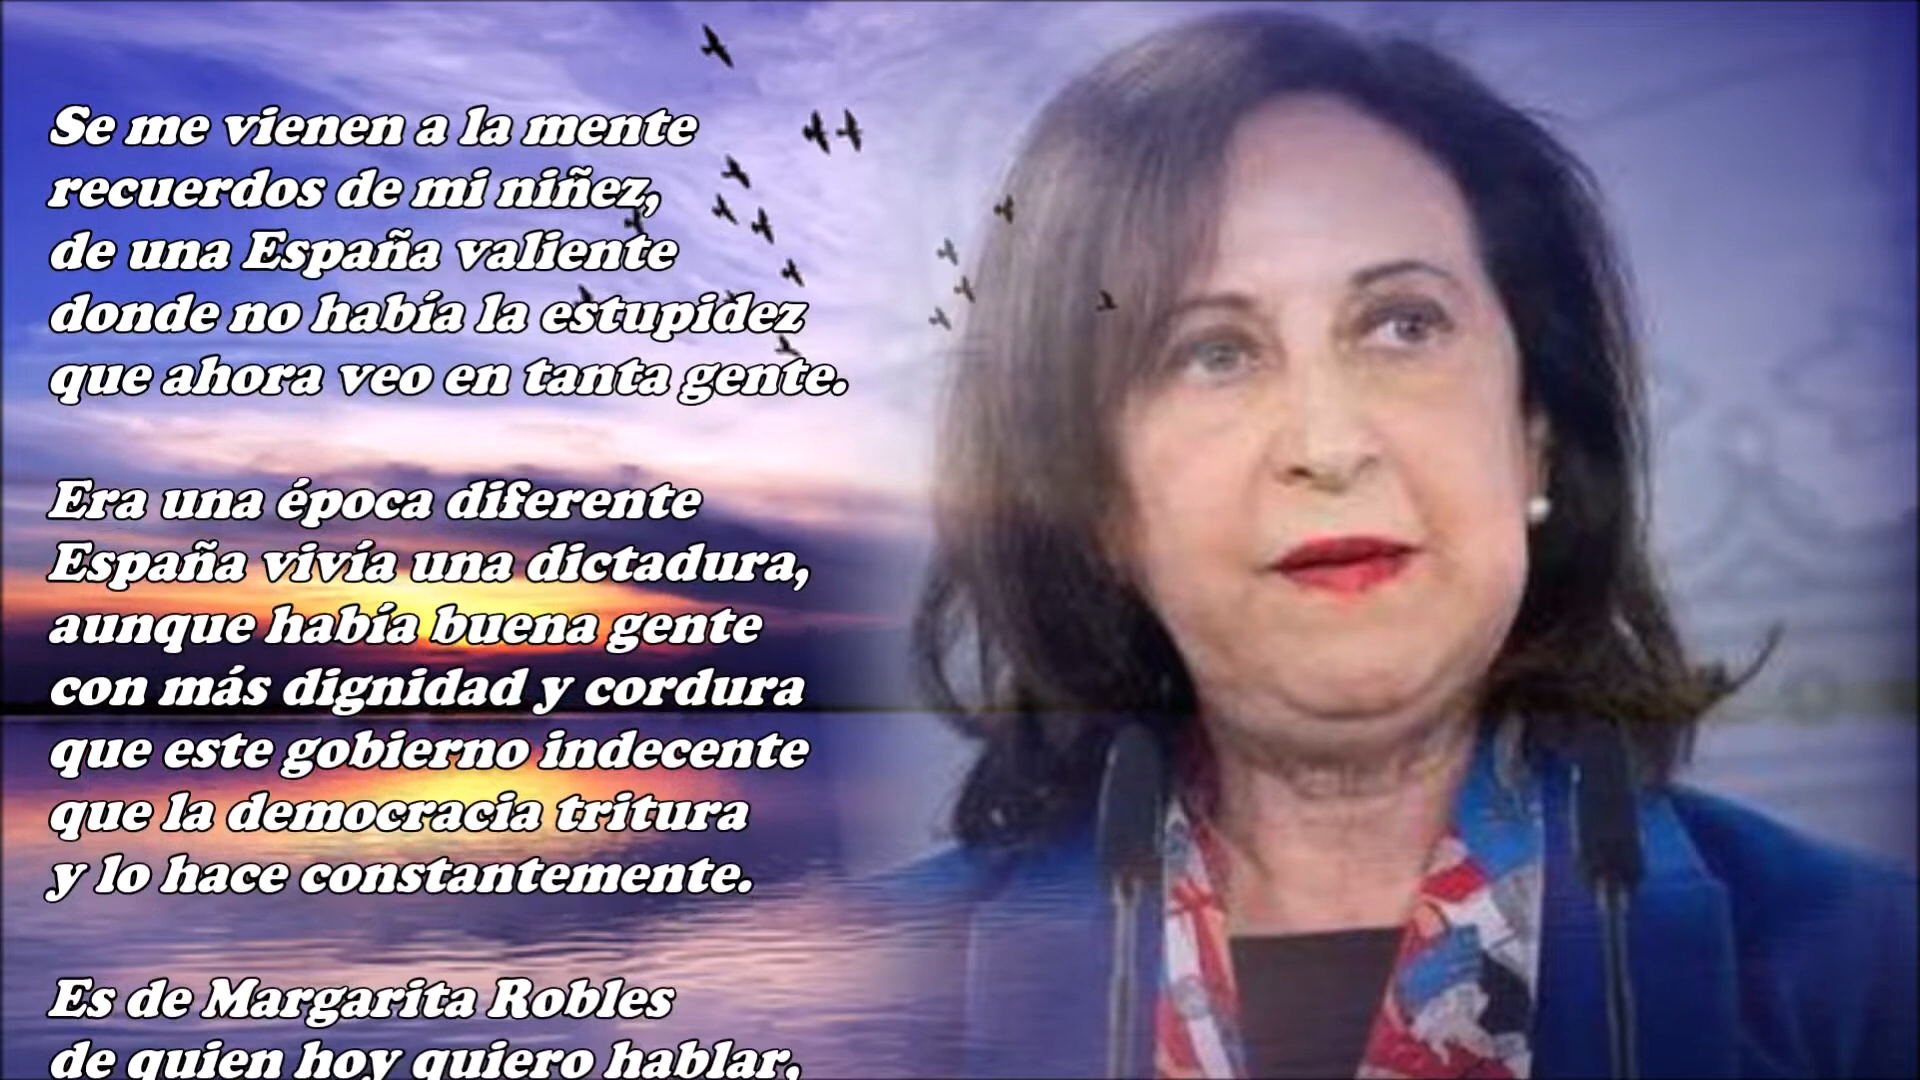 Se me vienen a la mente
recuerdos de mi niñez,
de una España valiente
donde no había la estupidez
que ahora veo en tanta gente.
Era una época diferente
España vivía una dictadura,
aunque había buena gente
con más dignidad y cordura
que este gobierno indecente
que la democracia tritura
y lo hace constantemente.
Es de Margarita Robles
de quien hoy quiero hablar,